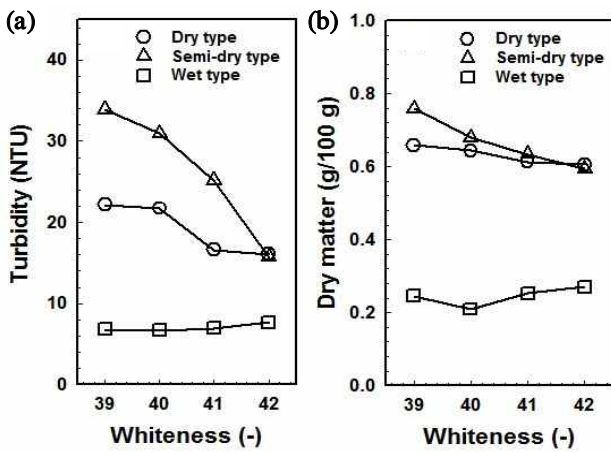 (a)
Dry type
Semi-dry type
Wet type
40
30
20
10
0
Turbidity (NTU)
39 40 41 42
Whiteness (-)
(b)
Dry type
Semi-dry type
Wet type
1.0
0.8
0.6
0.4
0.2
0.0
Dry matter (g/100 g)
39 40 41 42
Whiteness (-)